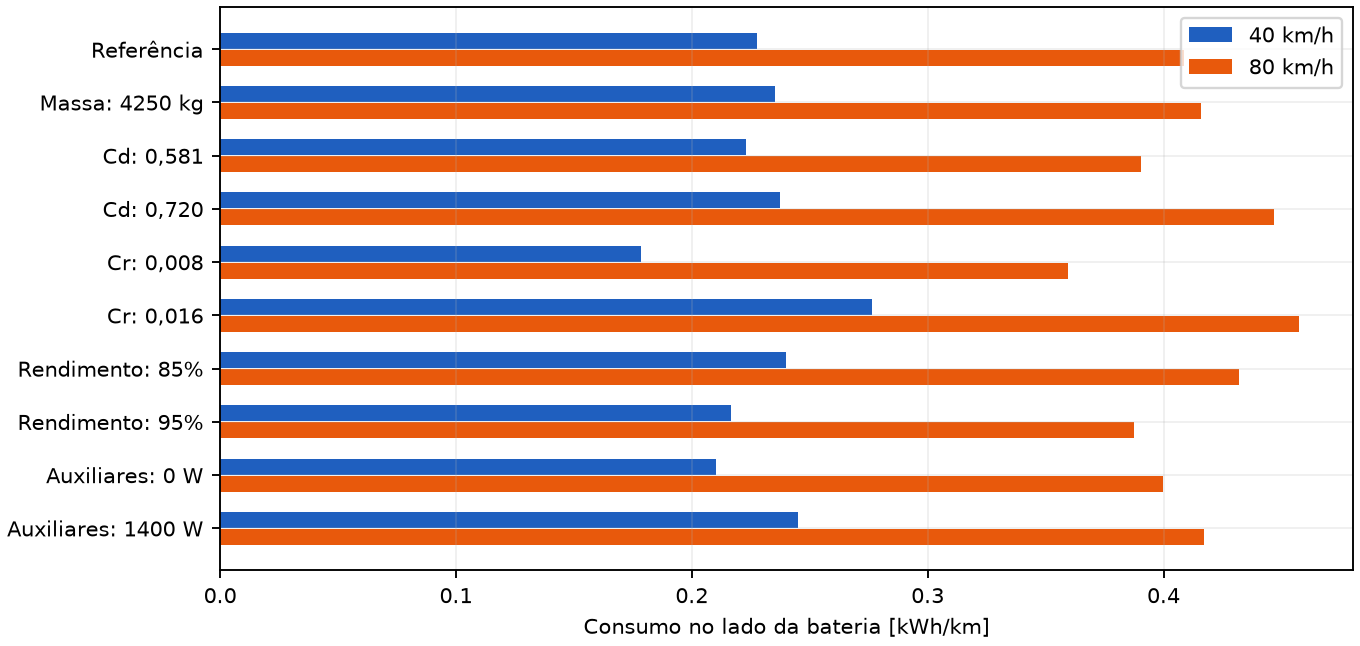 40 km/h
80 km/h
Referência
Massa: 4250 kg
Cd: 0,581
Cd: 0,720
Cr: 0,008
Cr: 0,016
Rendimento: 85%
Rendimento: 95%
Auxiliares: 0 W
Auxiliares: 1400 W
0.0 0.1 0.2 0.3 0.4
Consumo no lado da bateria [kWh/km]